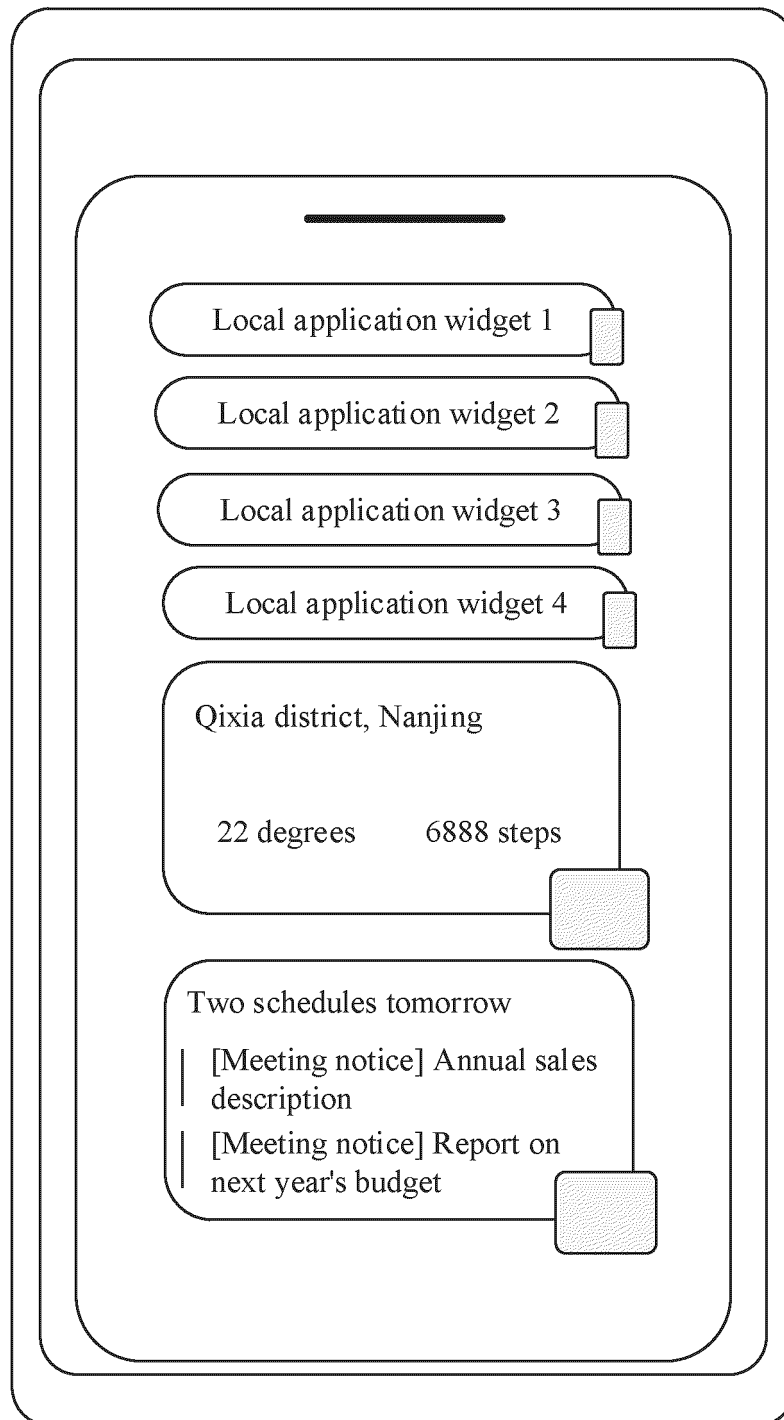 Local application widget 1
Local application widget 2
Local application widget 3
Local application widget 4
Qixia district, Nanjing
22 degrees 6888 steps
Two schedules tomorrow
[Meeting notice] Annual sales
description
[Meeting notice] Report on
next year's budget